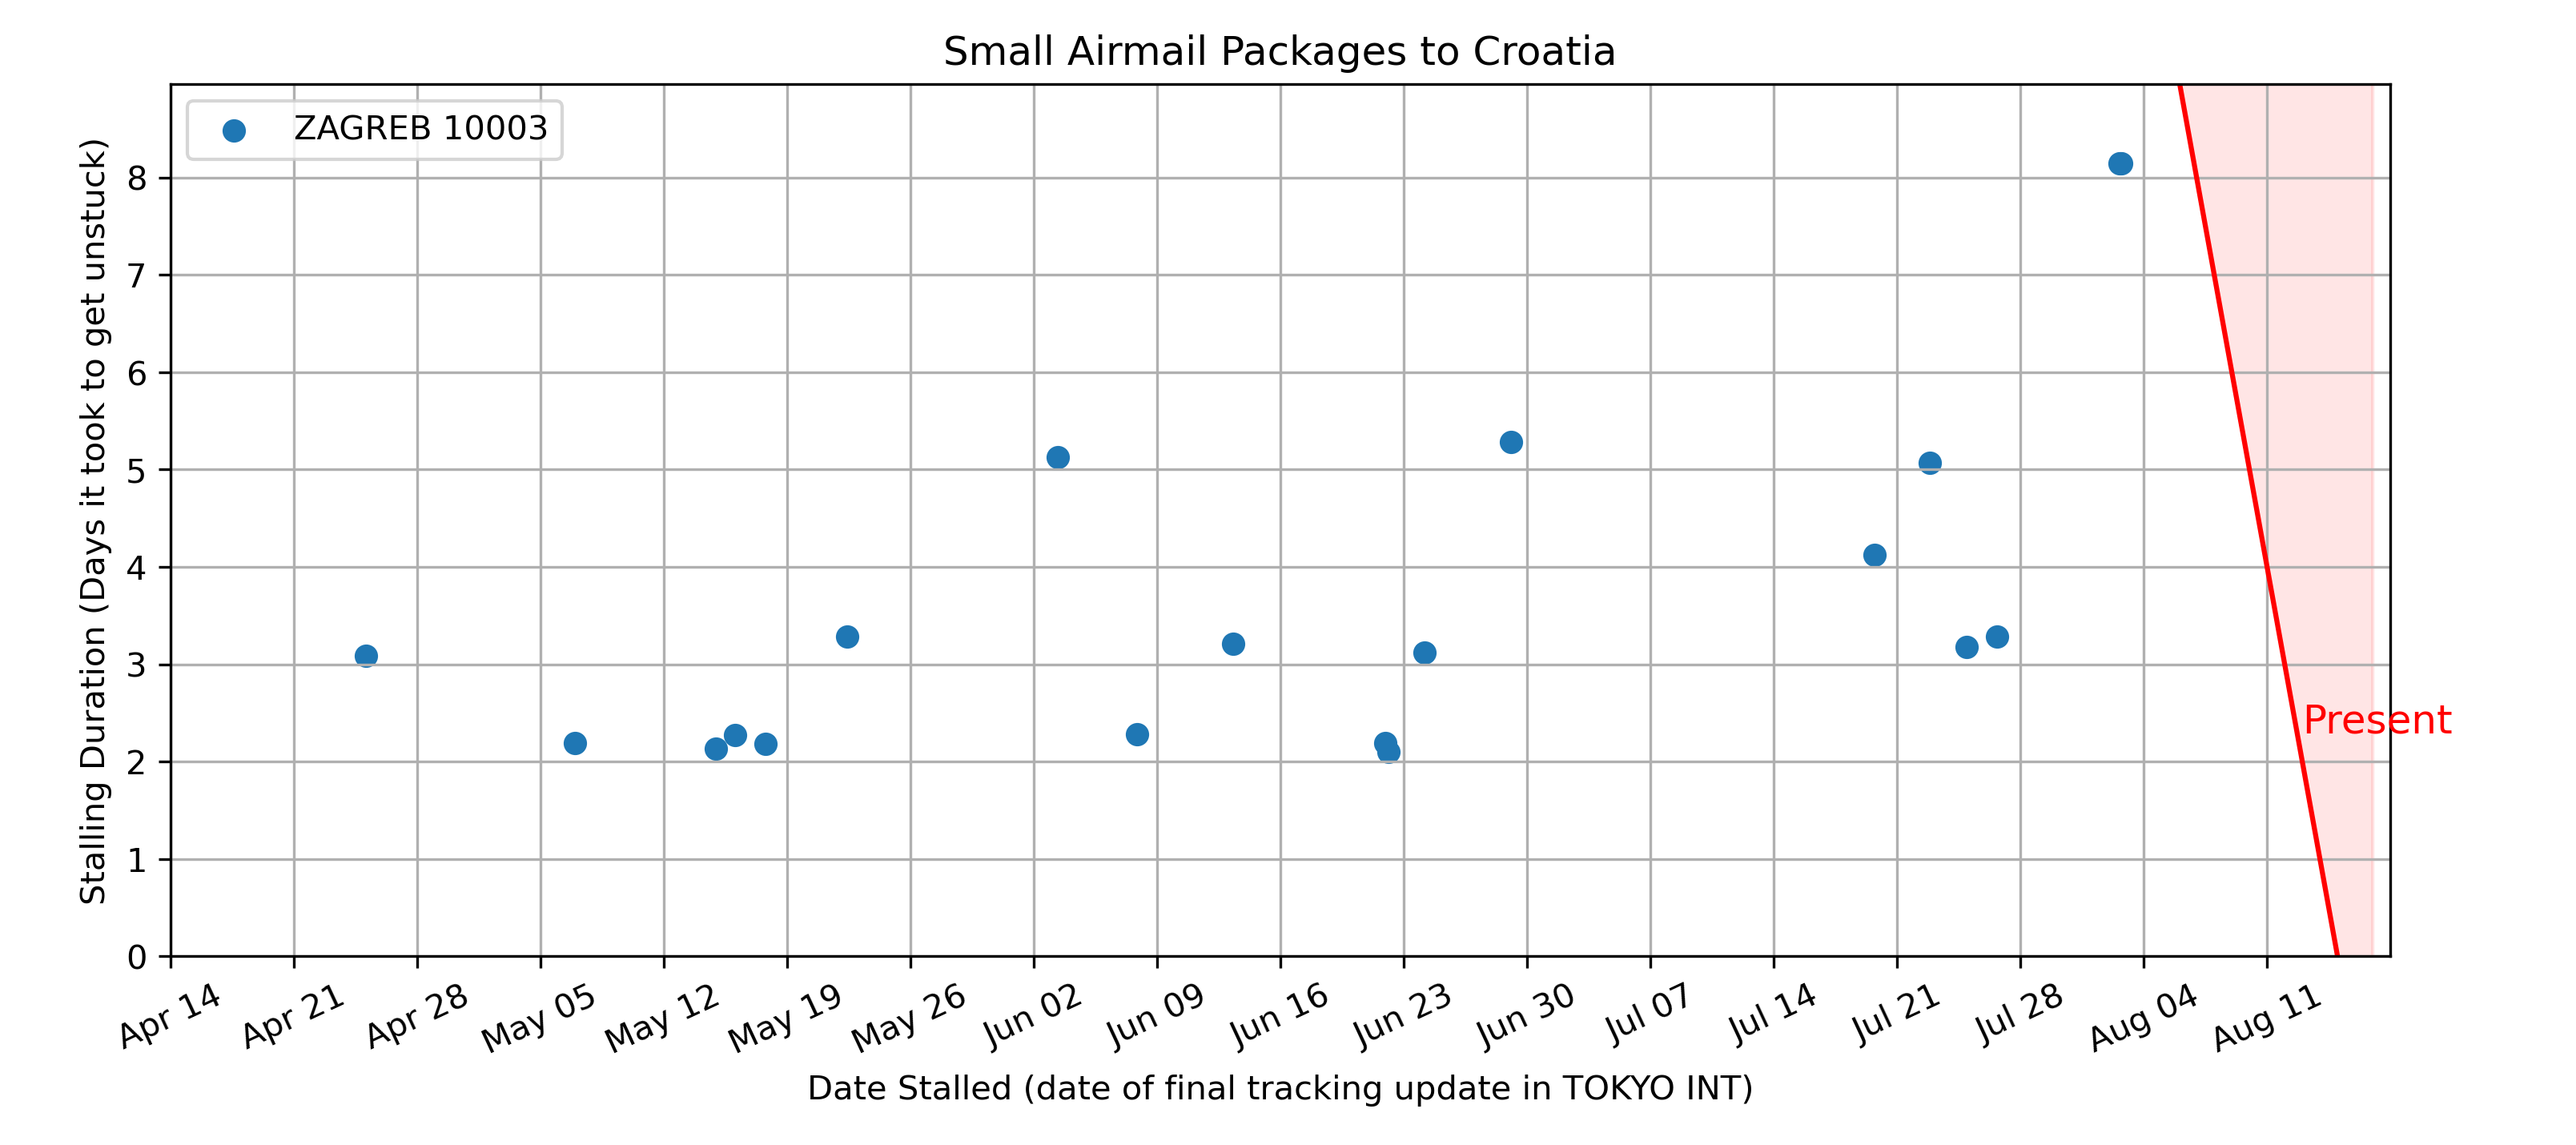 Small Airmail Packages to Croatia
ZAGREB 10003
Stalling Duration (Days it took to get unstuck)
8
7
6
5
4
3
2
1
0
Present
Apr 14
Apr 21
Apr 28
May 05
May 12
May 19
May 26
Jun 02
Jun 09
Jun 16
Jun 23
Jun 30
Jul 07
Jul 14
Jul 21
Jul 28
Aug 04
Aug 11
Date Stalled (date of final tracking update in TOKYO INT)